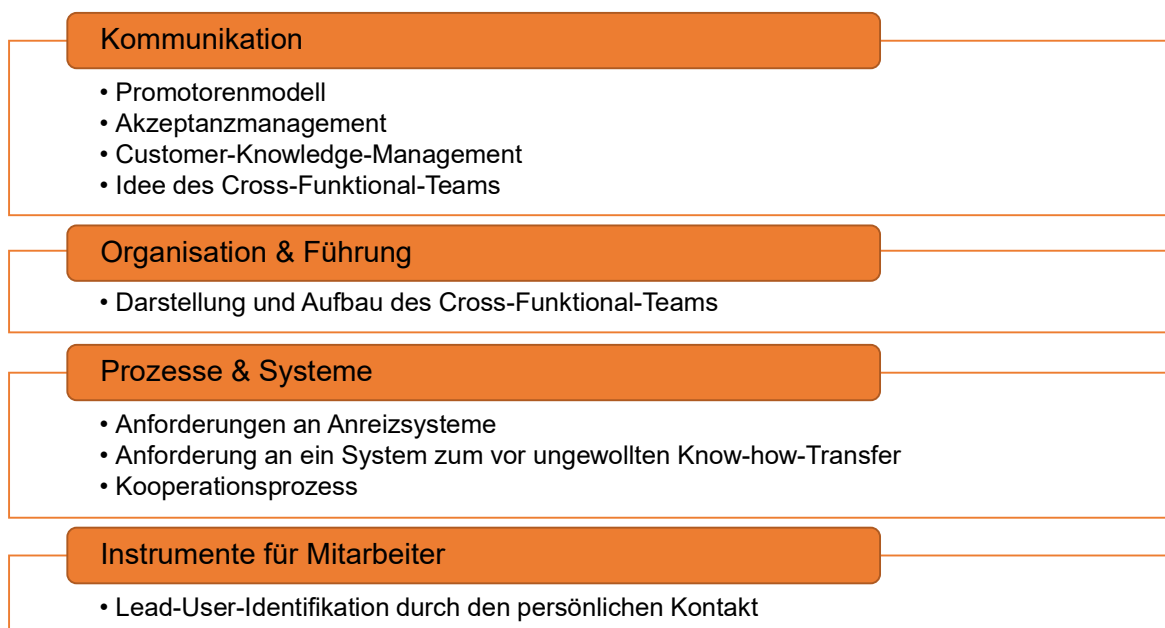 Kommunikation
• Promotorenmodell
• Akzeptanzmanagement
• Customer-Knowledge-Management
• Idee des Cross-Funktional-Teams
Organisation & Führung
• Darstellung und Aufbau des Cross-Funktional-Teams
Prozesse & Systeme
• Anforderungen an Anreizsysteme
• Anforderung an ein System zum vor ungewollten Know-how-Transfer
• Kooperationsprozess
Instrumente für Mitarbeiter
• Lead-User-Identifikation durch den persönlichen Kontakt